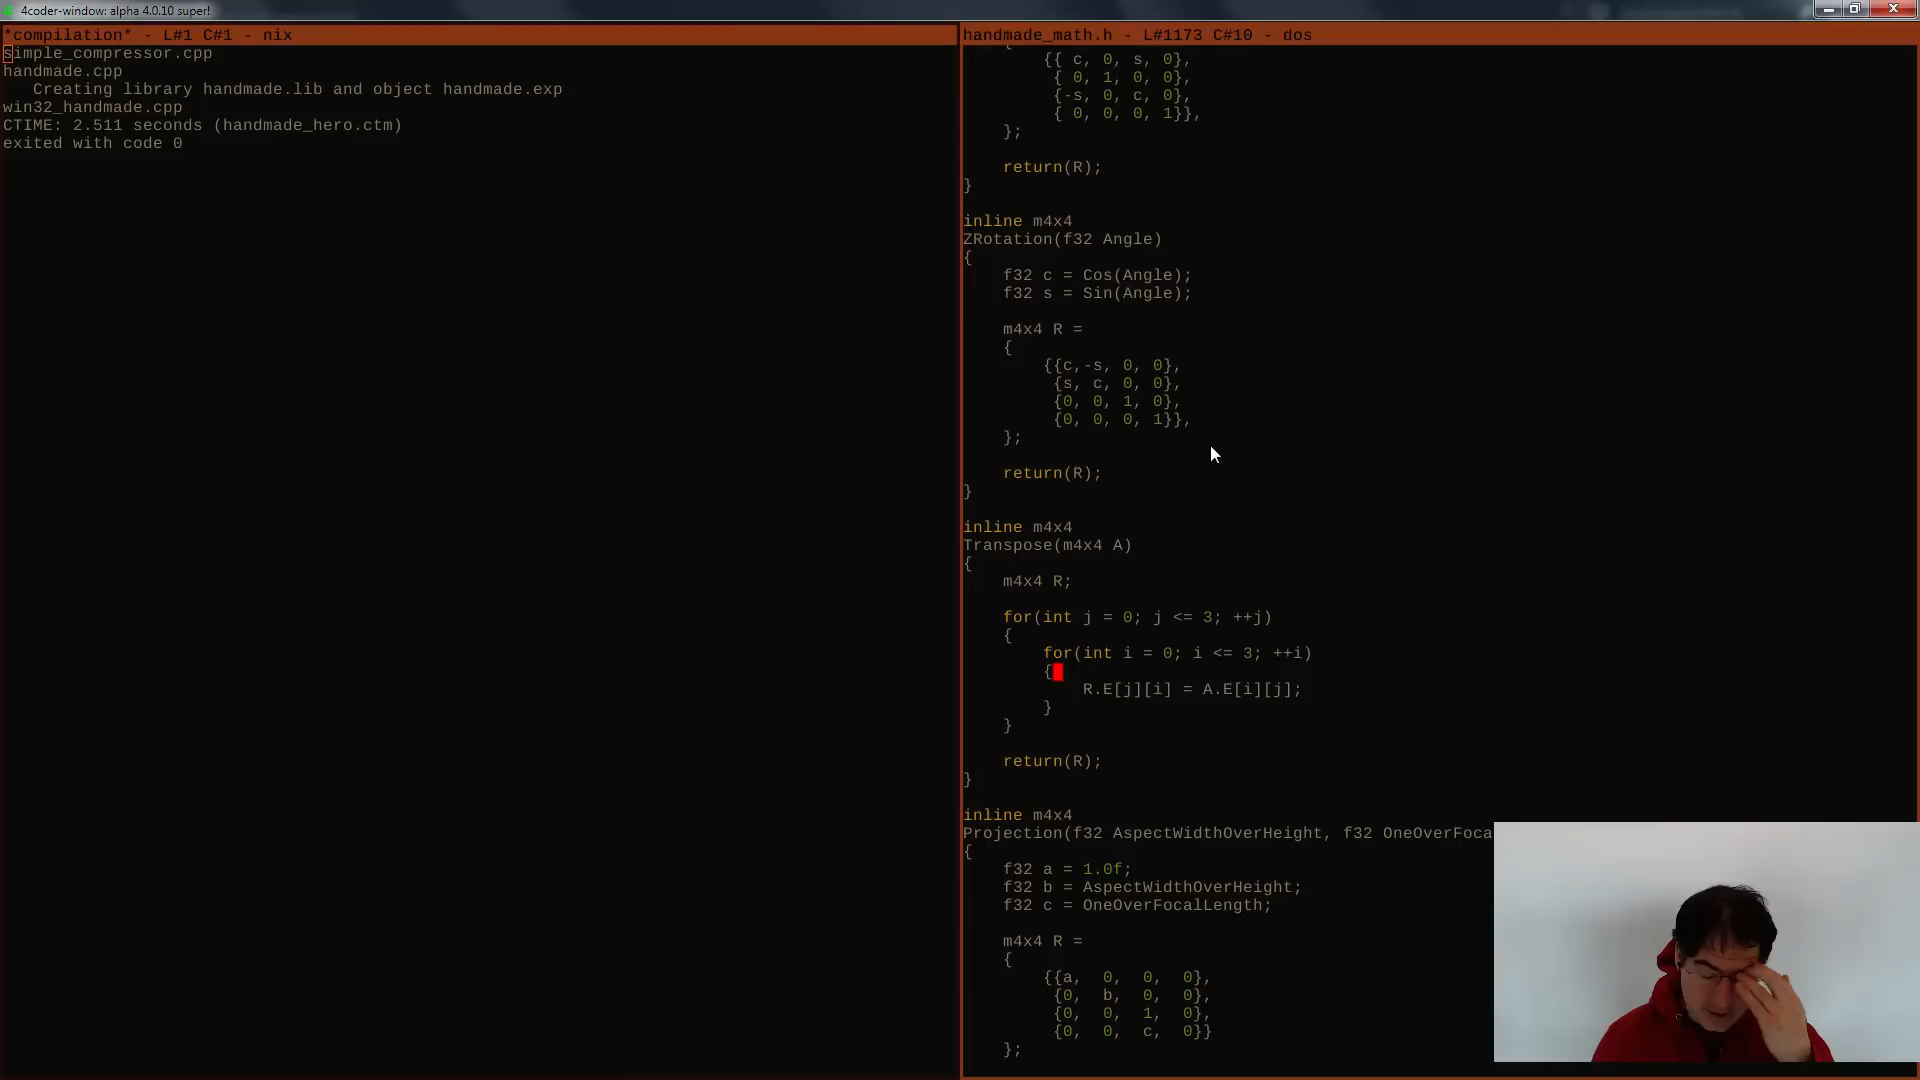 4coder-window: alpha 4.0.10 super!
*compilation* - L#1 C#1 - nix
simple_compressor.cpp
handmade.cpp
   Creating library handmade.lib and object handmade.exp
win32_handmade.cpp
CTIME: 2.511 seconds (handmade_hero.ctm)
exited with code 0
handmade_math.h - L#1173 C#10 - dos
{
{{ c, 0, s, 0},
{ 0, 1, 0, 0},
{-s, 0, c, 0},
{ 0, 0, 0, 1}},
};
return(R);
}
inline m4x4
ZRotation(f32 Angle)
{
f32 c = Cos(Angle);
f32 s = Sin(Angle);
m4x4 R =
{
{{c,-s, 0, 0},
{s, c, 0, 0},
{0, 0, 1, 0},
{0, 0, 0, 1}},
};
return(R);
}
inline m4x4
Transpose(m4x4 A)
{
m4x4 R;
for(int j = 0; j <= 3; ++j)
{
for(int i = 0; i <= 3; ++i)
{
R.E[j][i] = A.E[i][j];
}
}
return(R);
}
inline m4x4
Projection(f32 AspectWidthOverHeight, f32 OneOverFoca
{
f32 a = 1.0f;
f32 b = AspectWidthOverHeight;
f32 c = OneOverFocalLength;
m4x4 R =
{
{{a, 0, 0, 0},
{0, b, 0, 0},
{0, 0, 1, 0},
{0, 0, c, 0}}
};